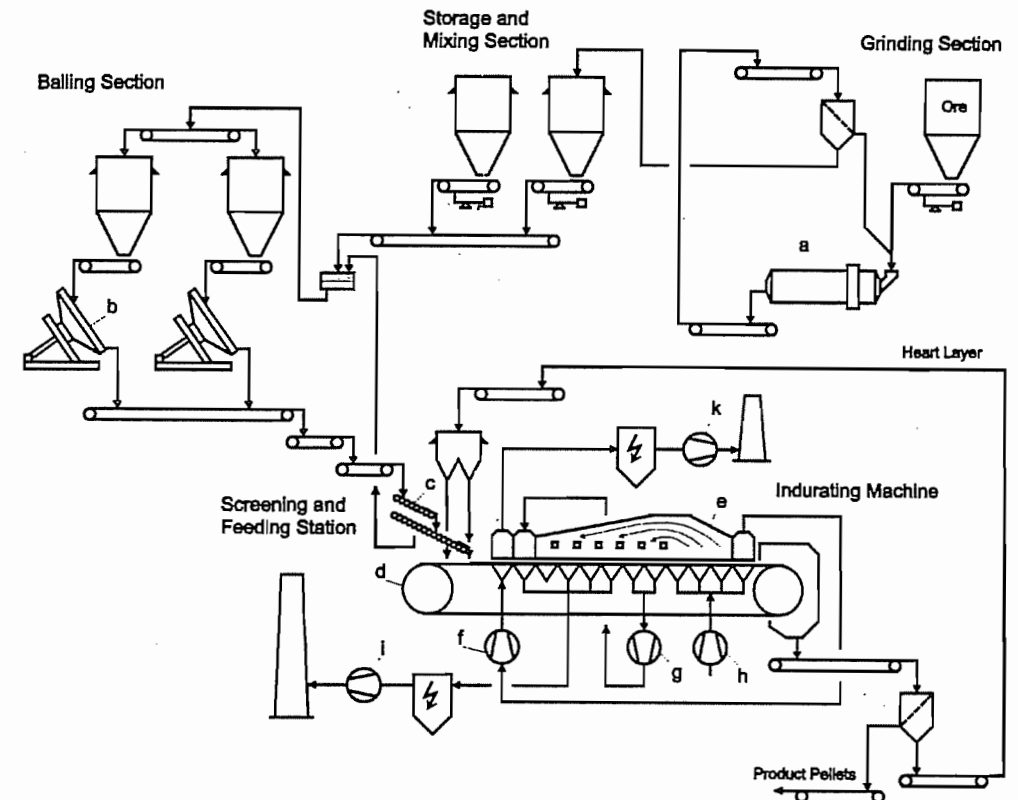 Storage and
Mixing Section
Grinding Section
Balling Section
Ore
a
b
Heart Layer
k
c
Screening and
Feeding Station
e
Indurating Machine
d
f
i
g
h
Product Pellets